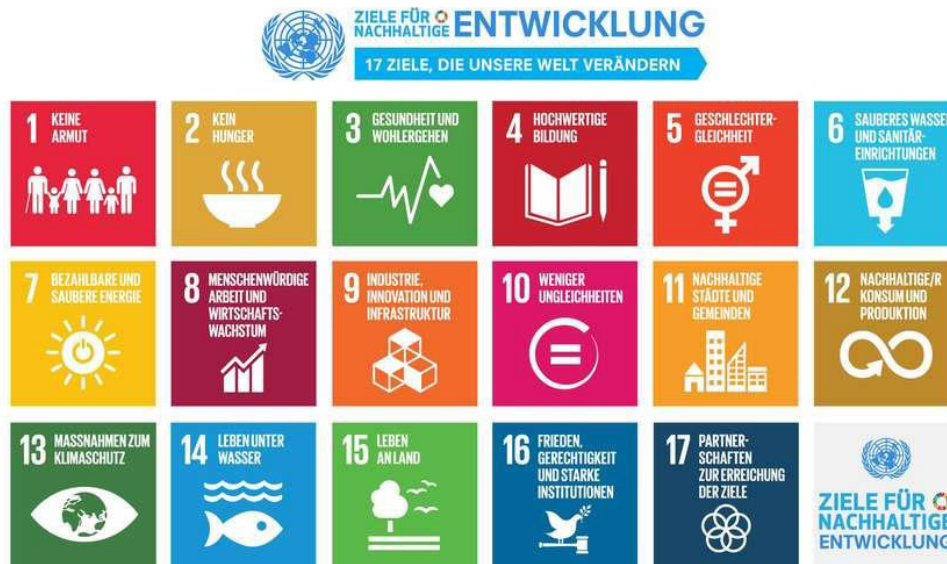 ZIELE FÜR
NACHHALTIGE
ENTWICKLUNG
17 ZIELE, DIE UNSERE WELT VERÄNDERN
1 KEINE
ARMUT
2 KEIN
HUNGER
3 GESUNDHEIT UND
WOHLERGEHEN
4 HOCHWERTIGE
BILDUNG
5 GESCHLECHTER-
GLEICHHEIT
6 SAUBERES WASSER
UND SANITÄR-
EINRICHTUNGEN
7 BEZAHLBARE UND
SAUBERE ENERGIE
8 MENSCHENWÜRDIGE
ARBEIT UND
WIRTSCHAFTS-
WACHSTUM
9 INDUSTRIE,
INNOVATION UND
INFRASTRUKTUR
10 WENIGER
UNGLEICHHEITEN
11 NACHHALTIGE
STÄDTE UND
GEMEINDEN
12 NACHHALTIGE/R
KONSUM UND
PRODUKTION
13 MASSNAHMEN ZUM
KLIMASCHUTZ
14 LEBEN UNTER
WASSER
15 LEBEN
AN LAND
16 FRIEDEN,
GERECHTIGKEIT
UND STARKE
INSTITUTIONEN
17 PARTNER-
SCHAFTEN
ZUR ERREICHUNG
DER ZIELE
ZIELE FÜR
NACHHALTIGE
ENTWICKLUNG